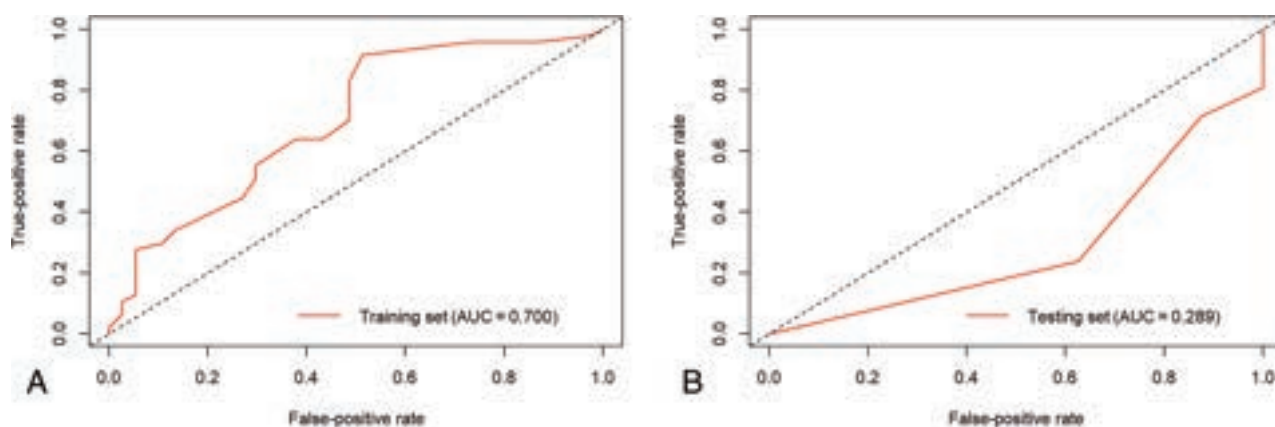 1.0
0.8
0.6
0.4
0.2
0.0
True-positive rate
Training set (AUC = 0.700)
0.0 0.2 0.4 0.6 0.8 1.0
False-positive rate
A
1.0
0.8
0.6
0.4
0.2
0.0
True-positive rate
Testing set (AUC = 0.289)
0.0 0.2 0.4 0.6 0.8 1.0
False-positive rate
B